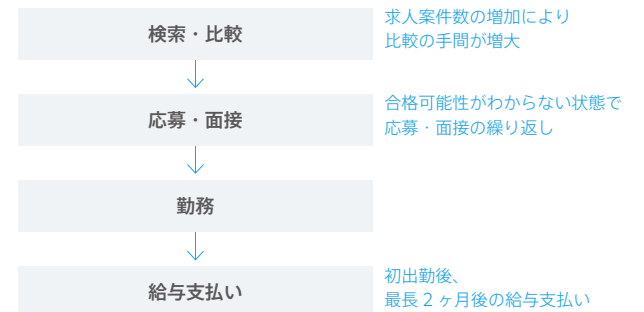 検索・比較
求人案件数の増加により
比較の手間が増大
応募・面接
合格可能性がわからない状態で
応募・面接の繰り返し
勤務
給与支払い
初出勤後、
最長２ヶ月後の給与支払い